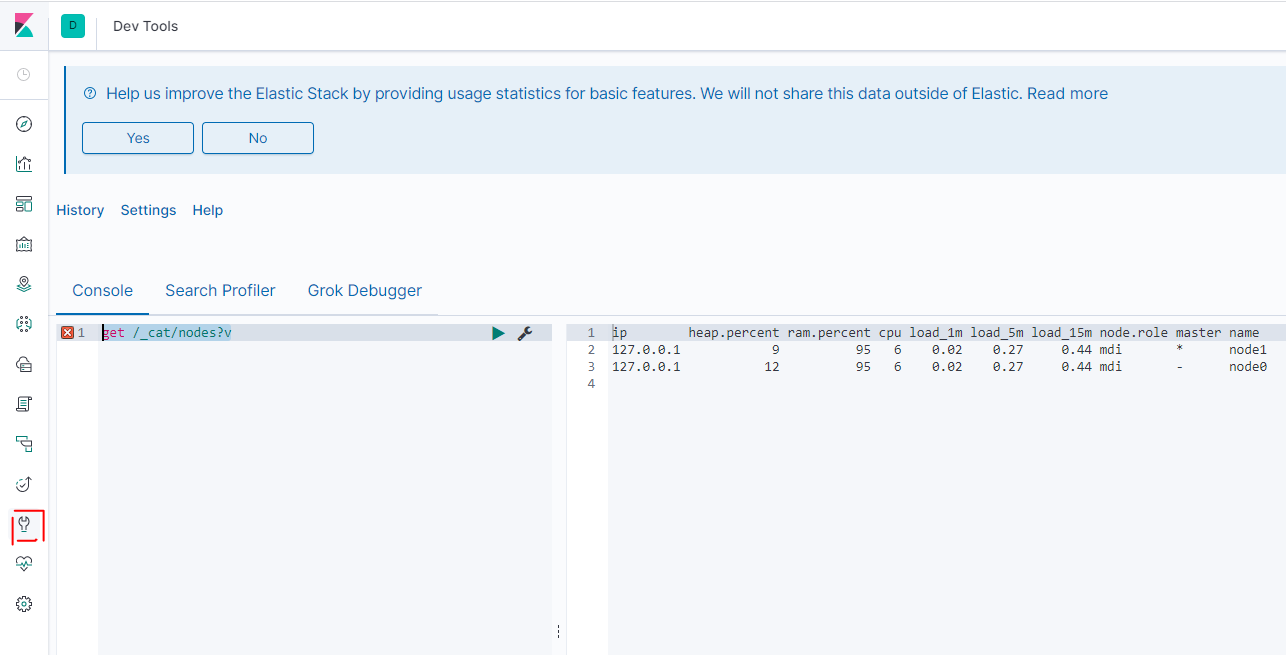 D Dev Tools
Help us improve the Elastic Stack by providing usage statistics for basic features. We will not share this data outside of Elastic. Read more
Yes No
History Settings Help
Console Search Profiler Grok Debugger
1 get /_cat/nodes?v
1 ip heap.percent ram.percent cpu load_1m load_5m load_15m node.role master name
2 127.0.0.1 9 95 6 0.02 0.27 0.44 mdi * node1
3 127.0.0.1 12 95 6 0.02 0.27 0.44 mdi - node0
4